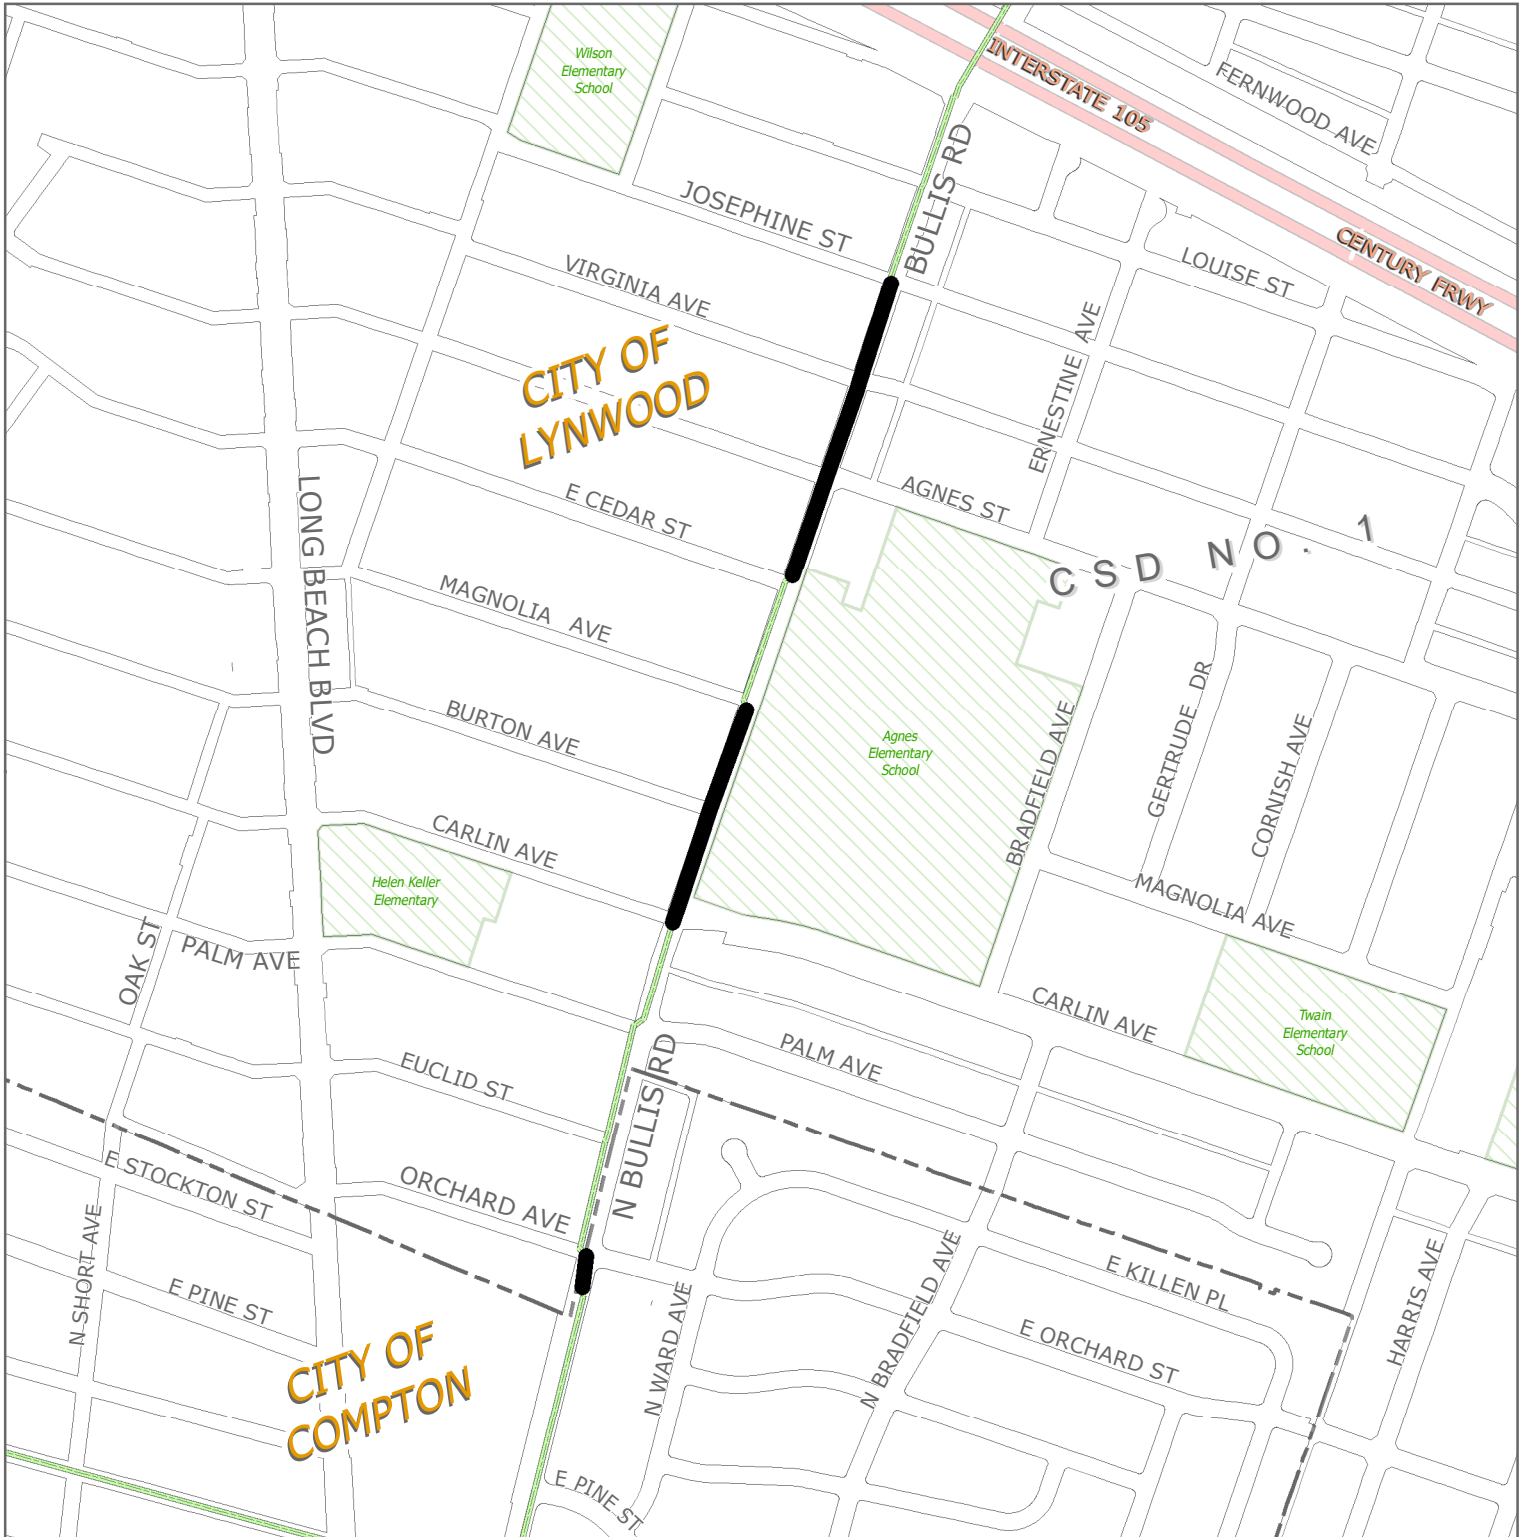 Wilson
Elementary
School
INTERSTATE 105
FERNWOOD AVE
BULLIS RD
JOSEPHINE ST
CENTURY FRWY
LOUISE ST
VIRGINIA AVE
ERNESTINE AVE
CITY OF
LYNWOOD
LONG BEACH BLVD
E CEDAR ST
AGNES ST
CSD NO. 1
MAGNOLIA AVE
BURTON AVE
Agnes
Elementary
School
BRADFIELD AVE
GERTRUDE DR
CORNISH AVE
CARLIN AVE
Helen Keller
Elementary
MAGNOLIA AVE
OAK ST
PALM AVE
CARLIN AVE
Twain
Elementary
School
PALM AVE
EUCLID ST
N BULLIS RD
E STOCKTON ST
ORCHARD AVE
N SHORT AVE
E PINE ST
N WARD AVE
N BRADFIELD AVE
E KILLEN PL
HARRIS AVE
E ORCHARD ST
CITY OF
COMPTON
E PINE ST